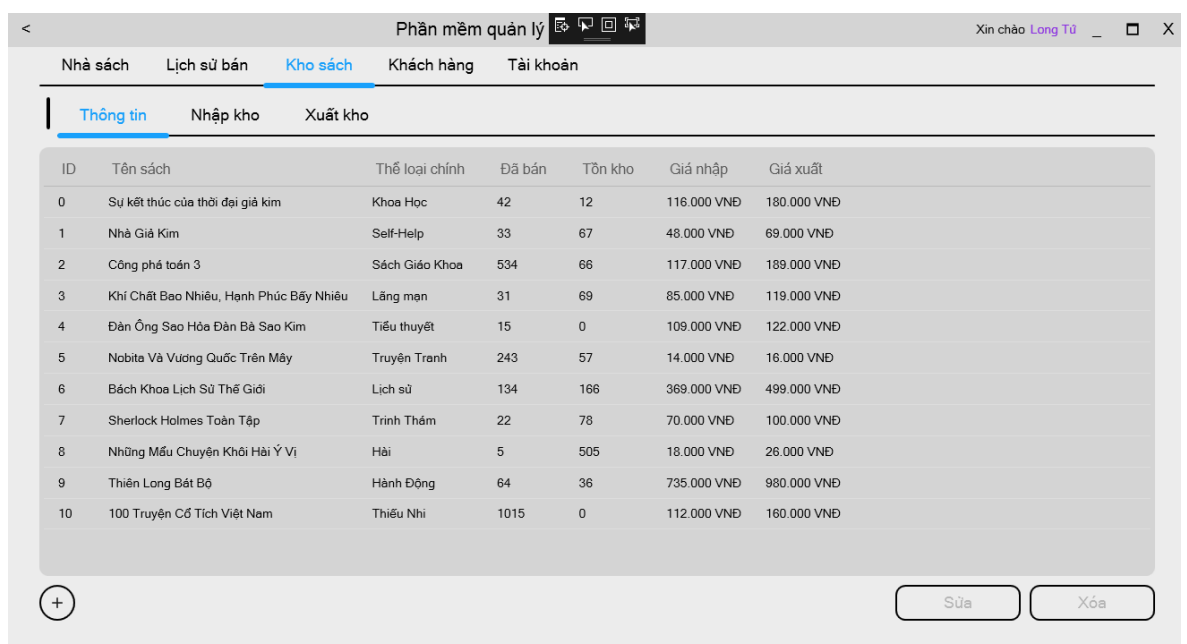 < Phần mềm quản lý Xin chào Long Tử _ X
Nhà sách Lịch sử bán Kho sách Khách hàng Tài khoản
Thông tin Nhập kho Xuất kho
ID Tên sách Thể loại chính Đã bán Tồn kho Giá nhập Giá xuất
0 Sự kết thúc của thời đại giả kim Khoa Học 42 12 116.000 VNĐ 180.000 VNĐ
1 Nhà Giả Kim Self-Help 33 67 48.000 VNĐ 69.000 VNĐ
2 Công phá toán 3 Sách Giáo Khoa 534 66 117.000 VNĐ 189.000 VNĐ
3 Khí Chất Bao Nhiêu, Hạnh Phúc Bấy Nhiêu Lãng mạn 31 69 85.000 VNĐ 119.000 VNĐ
4 Đàn Ông Sao Hỏa Đàn Bà Sao Kim Tiểu thuyết 15 0 109.000 VNĐ 122.000 VNĐ
5 Nobita Và Vương Quốc Trên Mây Truyện Tranh 243 57 14.000 VNĐ 16.000 VNĐ
6 Bách Khoa Lịch Sử Thế Giới Lịch sử 134 166 369.000 VNĐ 499.000 VNĐ
7 Sherlock Holmes Toàn Tập Trinh Thám 22 78 70.000 VNĐ 100.000 VNĐ
8 Những Mẩu Chuyện Khôi Hài Ý Vị Hài 5 505 18.000 VNĐ 26.000 VNĐ
9 Thiên Long Bát Bộ Hành Động 64 36 735.000 VNĐ 980.000 VNĐ
10 100 Truyện Cổ Tích Việt Nam Thiếu Nhi 1015 0 112.000 VNĐ 160.000 VNĐ
+ Sửa Xóa